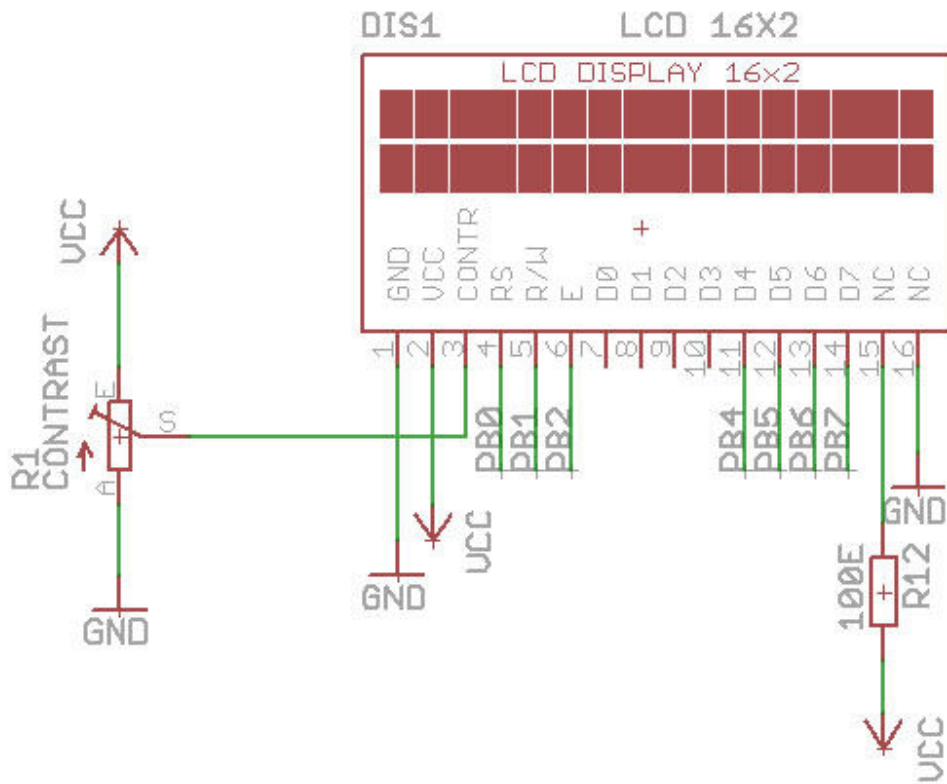 DIS1 LCD 16X2
LCD DISPLAY 16x2
GND VCC CONTR RS R/W E D0 D1 D2 D3 D4 D5 D6 D7 NC NC
1 2 3 4 5 6 7 8 9 10 11 12 13 14 15 16
VCC
R1
CONTRAST
E
S
A
GND
PB0 PB1 PB2 PB4 PB5 PB6 PB7
GND
VCC
GND
100E R12
VCC